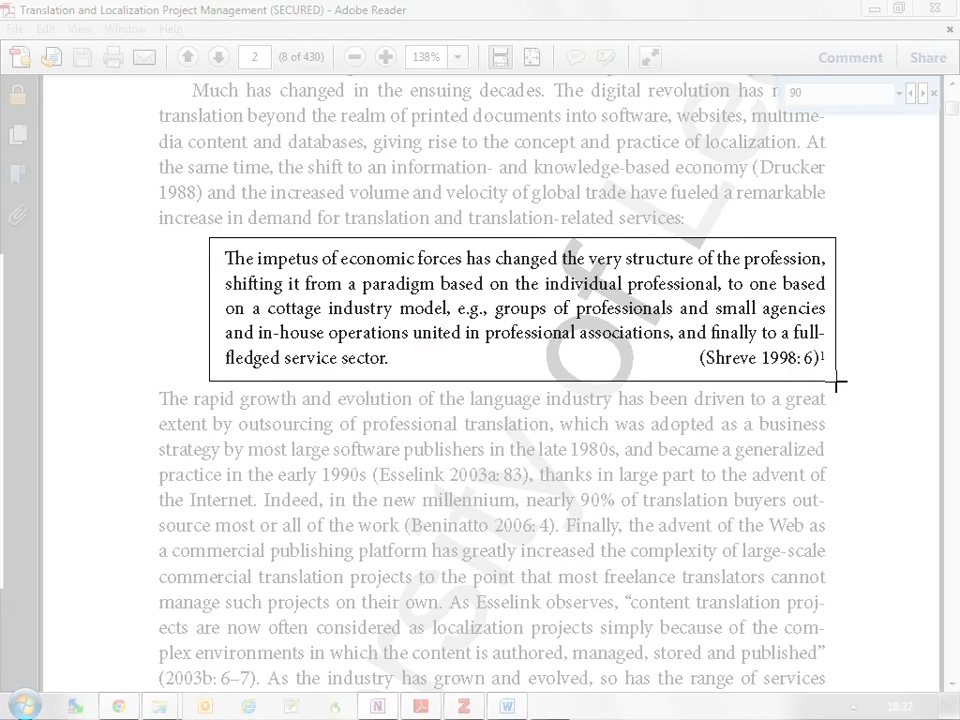 Translation and Localization Project Management (SECURED) - Adobe Reader
File Edit View Window Help
2 (8 of 430) 138% Comment Share
90
Much has changed in the ensuing decades. The digital revolution has
translation beyond the realm of printed documents into software, websites, multime-
dia content and databases, giving rise to the concept and practice of localization. At
the same time, the shift to an information- and knowledge-based economy (Drucker
1988) and the increased volume and velocity of global trade have fueled a remarkable
increase in demand for translation and translation-related services:
The impetus of economic forces has changed the very structure of the profession,
shifting it from a paradigm based on the individual professional, to one based
on a cottage industry model, e.g., groups of professionals and small agencies
and in-house operations united in professional associations, and finally to a full-
fledged service sector. (Shreve 1998: 6)1
The rapid growth and evolution of the language industry has been driven to a great
extent by outsourcing of professional translation, which was adopted as a business
strategy by most large software publishers in the late 1980s, and became a generalized
practice in the early 1990s (Esselink 2003a: 83), thanks in large part to the advent of
the Internet. Indeed, in the new millennium, nearly 90% of translation buyers out-
source most or all of the work (Beninatto 2006: 4). Finally, the advent of the Web as
a commercial publishing platform has greatly increased the complexity of large-scale
commercial translation projects to the point that most freelance translators cannot
manage such projects on their own. As Esselink observes, “content translation proj-
ects are now often considered as localization projects simply because of the com-
plex environments in which the content is authored, managed, stored and published”
(2003b: 6–7). As the industry has grown and evolved, so has the range of services
18:32